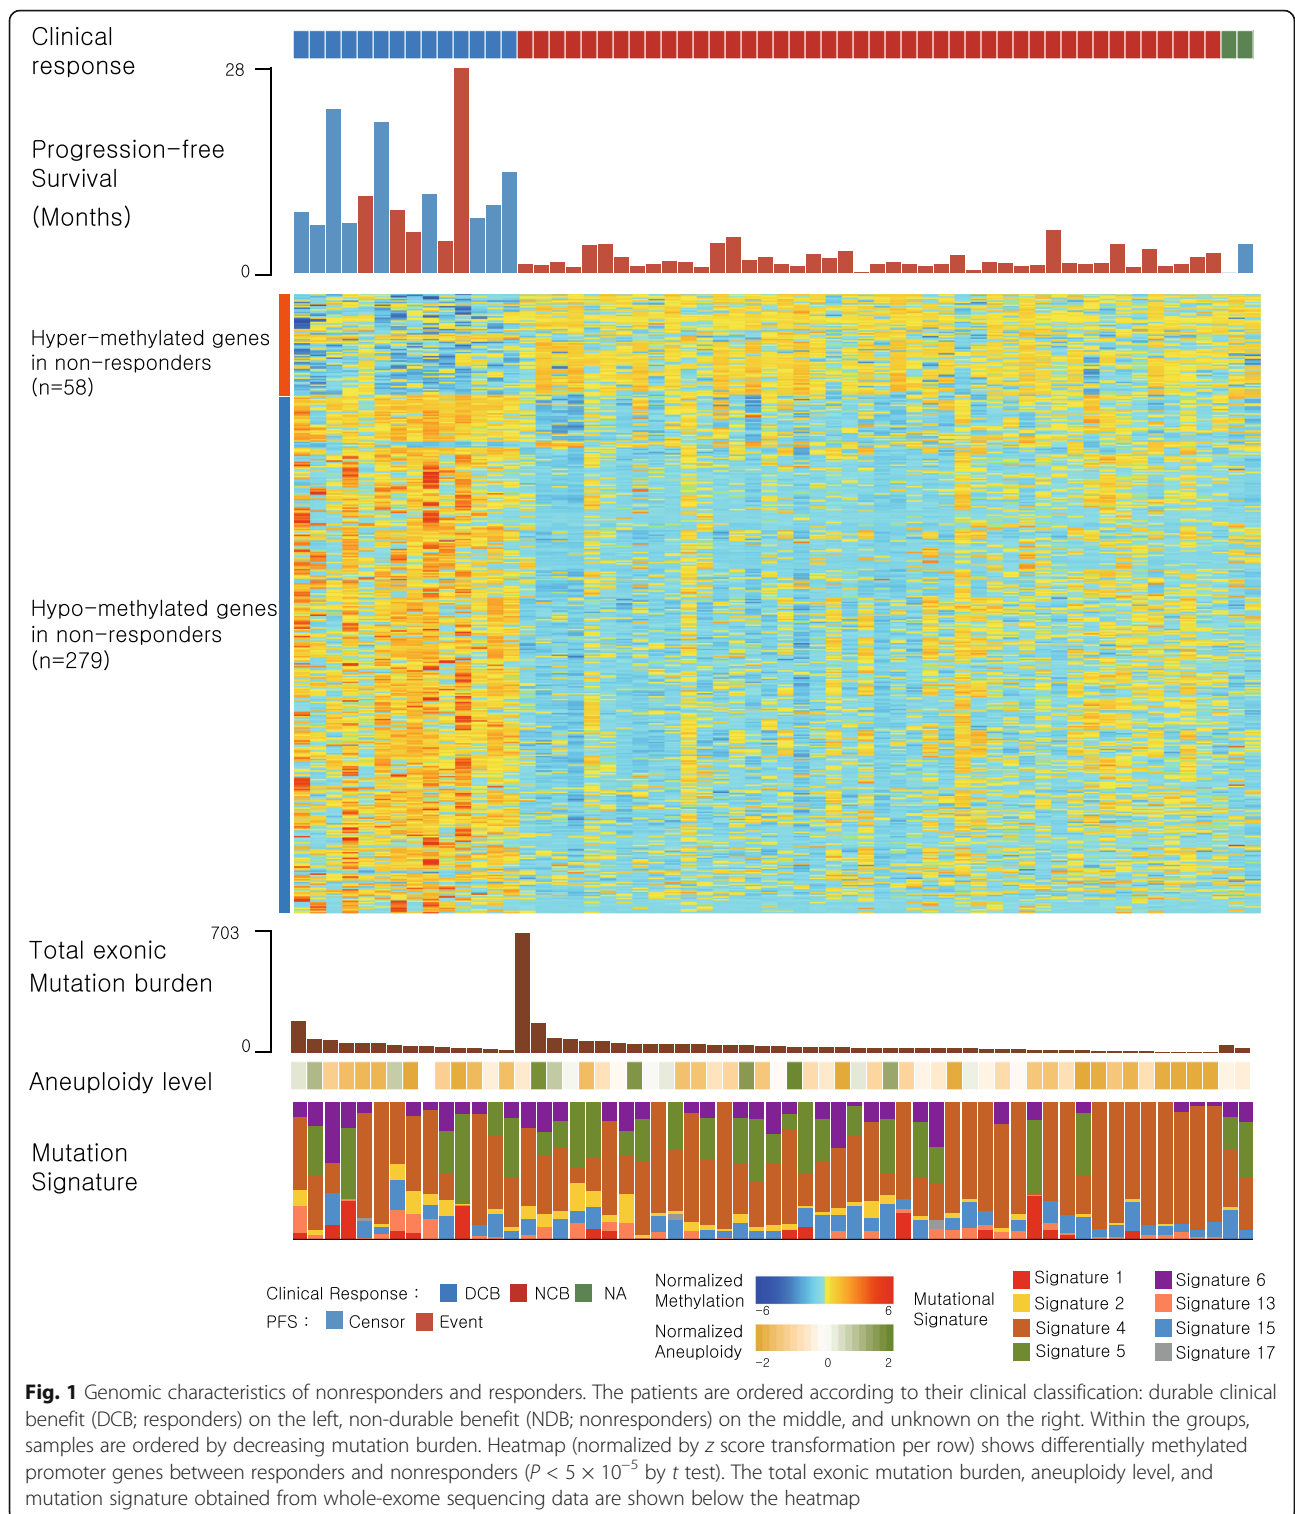 Clinical
response
28
Progression-free
Survival
(Months)
0
Hyper-methylated genes
in non-responders
(n=58)
Hypo-methylated genes
in non-responders
(n=279)
703
Total exonic
Mutation burden
0
Aneuploidy level
Mutation
Signature
Clinical Response : DCB NCB NA
PFS : Censor Event
Normalized
Methylation
-6 6
Normalized
Aneuploidy
-2 0 2
Mutational
Signature
Signature 1
Signature 2
Signature 4
Signature 5
Signature 6
Signature 13
Signature 15
Signature 17
Fig. 1 Genomic characteristics of nonresponders and responders. The patients are ordered according to their clinical classification: durable clinical
benefit (DCB; responders) on the left, non-durable benefit (NDB; nonresponders) on the middle, and unknown on the right. Within the groups,
samples are ordered by decreasing mutation burden. Heatmap (normalized by z score transformation per row) shows differentially methylated
promoter genes between responders and nonresponders (P < 5 × 10⁻⁵ by t test). The total exonic mutation burden, aneuploidy level, and
mutation signature obtained from whole-exome sequencing data are shown below the heatmap